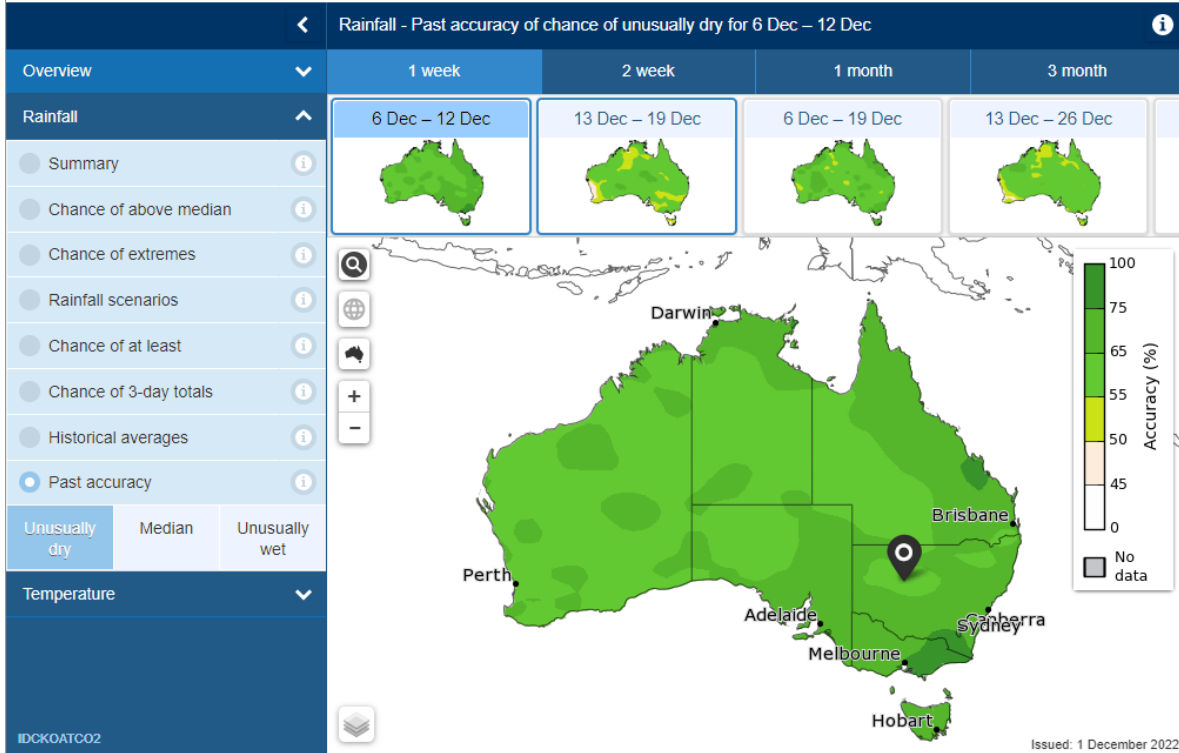 Rainfall - Past accuracy of chance of unusually dry for 6 Dec – 12 Dec
Overview
Rainfall
Summary
Chance of above median
Chance of extremes
Rainfall scenarios
Chance of at least
Chance of 3-day totals
Historical averages
Past accuracy
Unusually
dry
Median
Unusually
wet
Temperature
IDCKOATCO2
1 week
2 week
1 month
3 month
6 Dec – 12 Dec
13 Dec – 19 Dec
6 Dec – 19 Dec
13 Dec – 26 Dec
+
−
Darwin
Brisbane
Perth
Adelaide
Canberra
Sydney
Melbourne
Hobart
100
75
65
55
50
45
0
Accuracy (%)
No
data
Issued: 1 December 2022